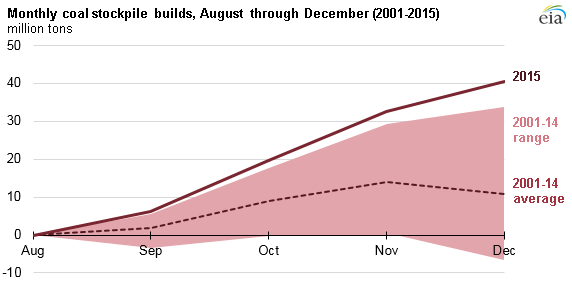 Monthly coal stockpile builds, August through December (2001-2015)
million tons
eia
50
40
30
20
10
0
-10
Aug
Sep
Oct
Nov
Dec
2015
2001-14
range
2001-14
average